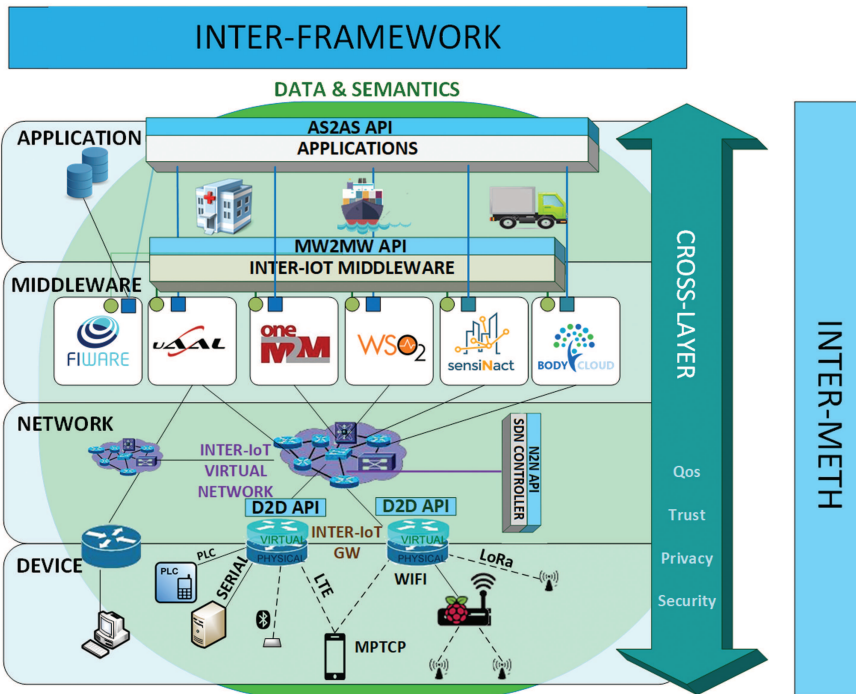 INTER-FRAMEWORK
DATA & SEMANTICS
APPLICATION
AS2AS API
APPLICATIONS
MW2MW API
INTER-IOT MIDDLEWARE
MIDDLEWARE
FIWARE
uAAL
one
M2M
WSO2
sensiNact
BODY CLOUD
NETWORK
INTER-IoT
VIRTUAL
NETWORK
N2N API
SDN CONTROLLER
D2D API
D2D API
VIRTUAL
PHYSICAL
INTER-IoT
GW
VIRTUAL
PHYSICAL
DEVICE
PLC
PLC
SERIAL
LTE
WIFI
LoRa
MPTCP
CROSS-LAYER
Qos
Trust
Privacy
Security
INTER-METH